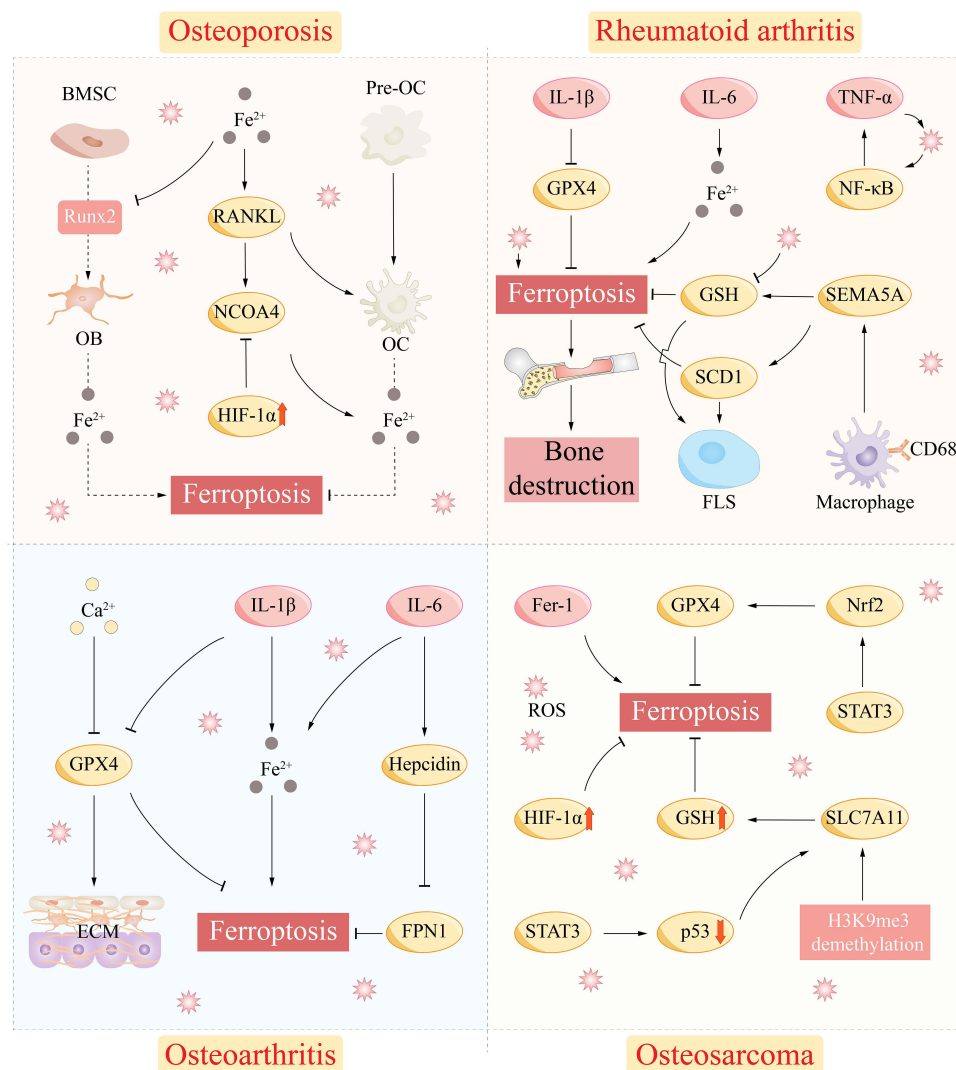 Osteoporosis
Rheumatoid arthritis
BMSC
Fe²⁺
Pre-OC
Runx2
RANKL
OB
NCOA4
OC
Fe²⁺
HIF-1α
Fe²⁺
Ferroptosis
IL-1β
IL-6
TNF-α
GPX4
Fe²⁺
NF-κB
Ferroptosis
GSH
SEMA5A
SCD1
Bone
destruction
FLS
CD68
Macrophage
Ca²⁺
IL-1β
IL-6
GPX4
Fe²⁺
Hepcidin
ECM
Ferroptosis
FPN1
Fer-1
GPX4
Nrf2
ROS
Ferroptosis
STAT3
HIF-1α
GSH
SLC7A11
STAT3
p53
H3K9me3
demethylation
Osteoarthritis
Osteosarcoma